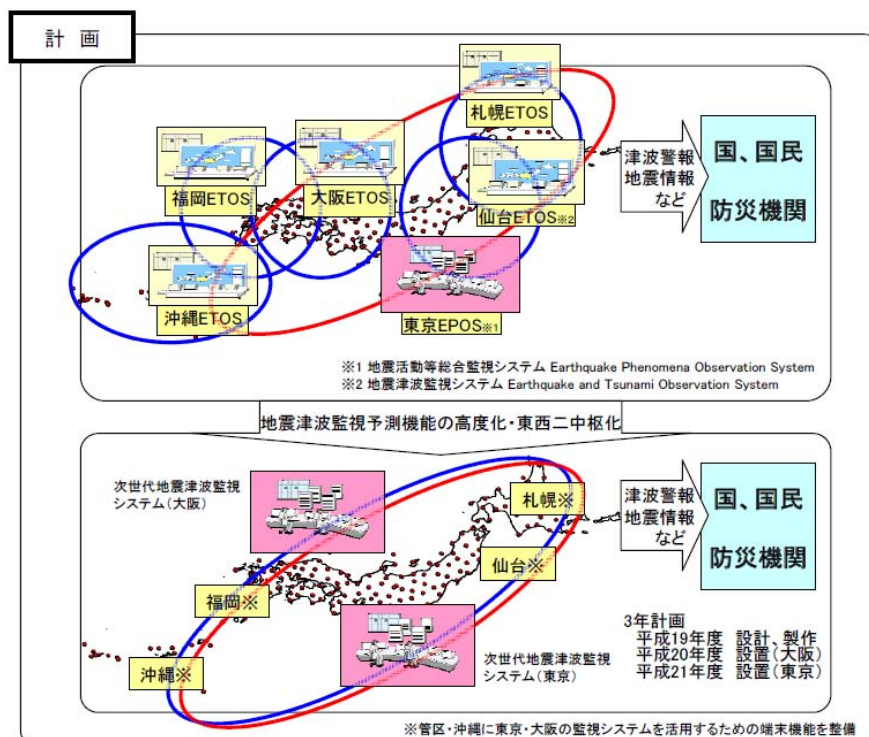 計 画
札幌ETOS
福岡ETOS
大阪ETOS
仙台ETOS※2
沖縄ETOS
東京EPOS※1
津波警報
地震情報
など
国、国民
防災機関
※1 地震活動等総合監視システム Earthquake Phenomena Observation System
※2 地震津波監視システム Earthquake and Tsunami Observation System
地震津波監視予測機能の高度化・東西二中枢化
次世代地震津波監視
システム(大阪)
札幌※
仙台※
福岡※
沖縄※
次世代地震津波監視
システム(東京)
津波警報
地震情報
など
国、国民
防災機関
3年計画
平成19年度 設計、製作
平成20年度 設置(大阪)
平成21年度 設置(東京)
※管区・沖縄に東京・大阪の監視システムを活用するための端末機能を整備